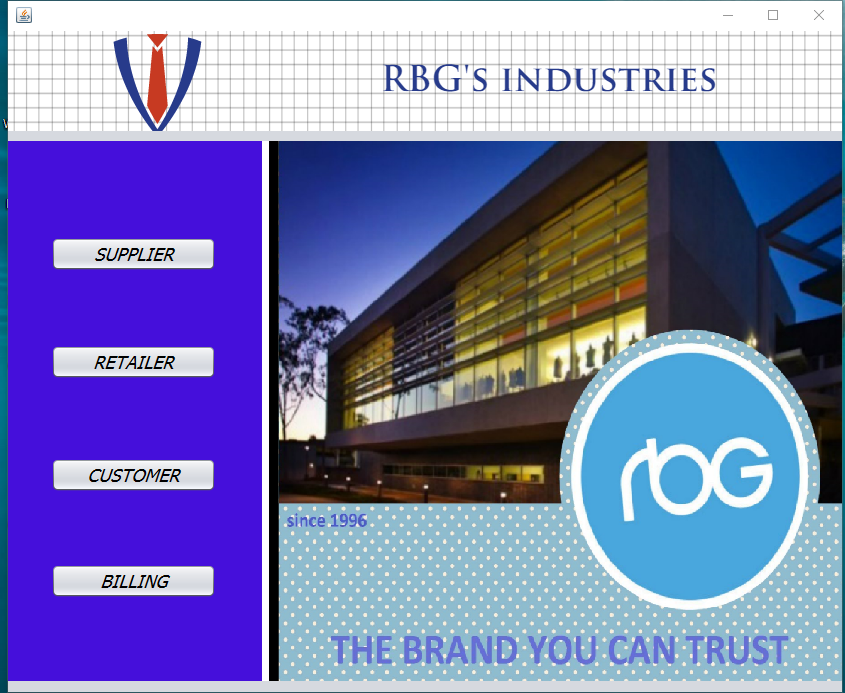 RBG'S INDUSTRIES
SUPPLIER
RETAILER
CUSTOMER
BILLING
rbG
since 1996
THE BRAND YOU CAN TRUST